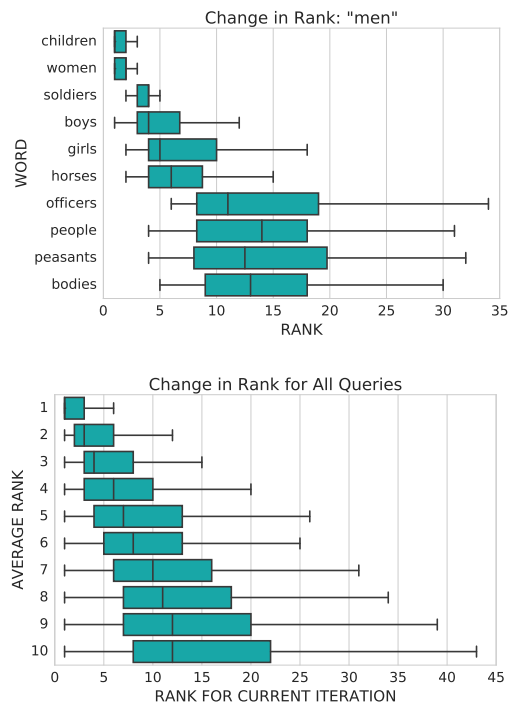 Change in Rank: "men"
WORD
children
women
soldiers
boys
girls
horses
officers
people
peasants
bodies
0 5 10 15 20 25 30 35
RANK
Change in Rank for All Queries
AVERAGE RANK
1
2
3
4
5
6
7
8
9
10
0 5 10 15 20 25 30 35 40 45
RANK FOR CURRENT ITERATION